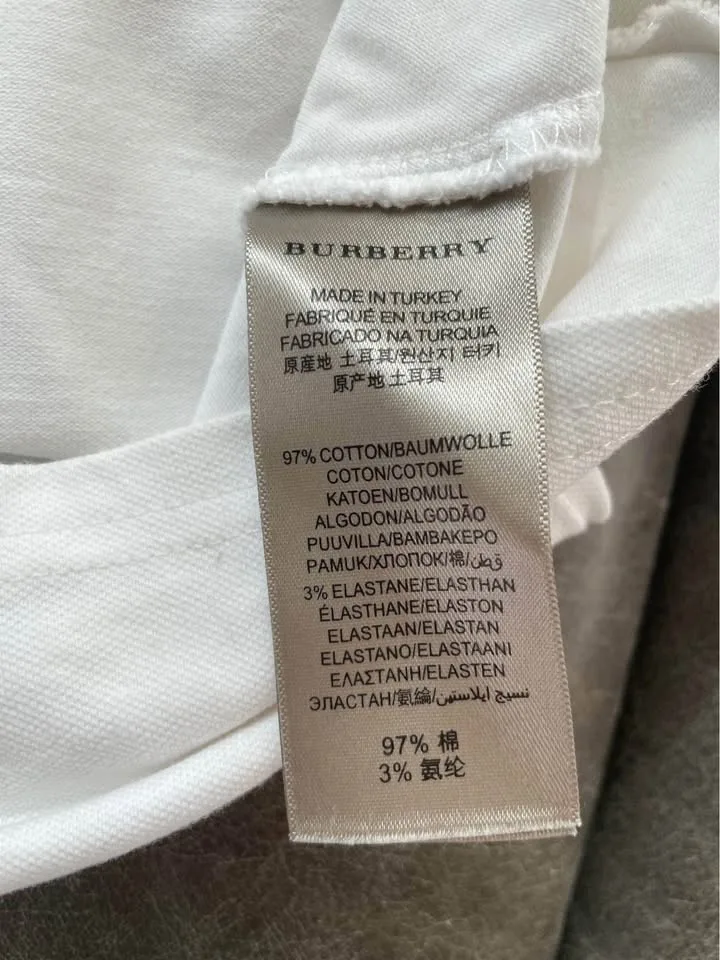 BURBERRY
MADE IN TURKEY
FABRIQUÉ EN TURQUIE
FABRICADO NA TURQUIA
原産地 土耳其/원산지 터키
原产地 土耳其
97% COTTON/BAUMWOLLE
COTON/COTONE
KATOEN/BOMULL
ALGODON/ALGODÃO
PUUVILLA/ΒΑΜΒΑΚΕΡΟ
PAMUK/ХЛОПОК/棉/قطن
3% ELASTANE/ELASTHAN
ÉLASTHANE/ELASTON
ELASTAAN/ELASTAN
ELASTANO/ELASTAANI
ΕΛΑΣΤΑΝΗ/ELASTEN
ЭЛАСТАН/氨綸/نسيج ايلاستين
97% 棉
3% 氨纶